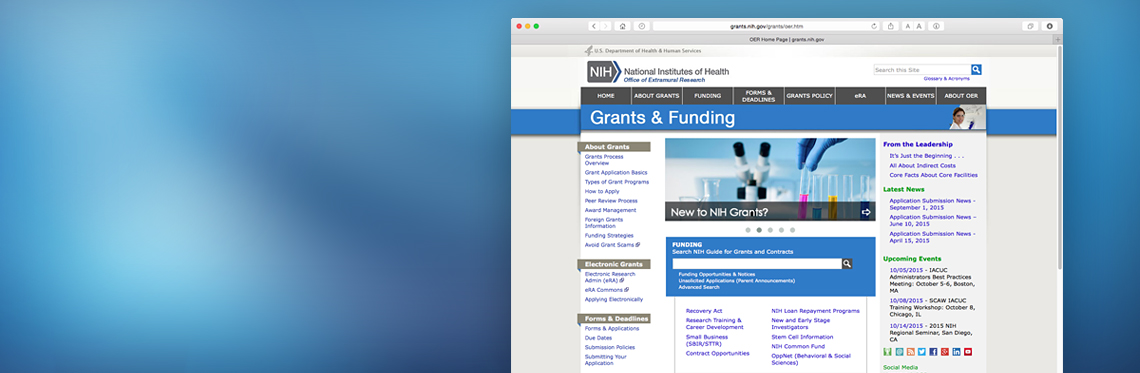 grants.nih.gov/grants/oer.htm
OER Home Page | grants.nih.gov
U.S. Department of Health & Human Services
NIH National Institutes of Health
Office of Extramural Research
Search this Site
Glossary & Acronyms
HOME
ABOUT GRANTS
FUNDING
FORMS &
DEADLINES
GRANTS POLICY
eRA
NEWS & EVENTS
ABOUT OER
Grants & Funding
About Grants
Grants Process
Overview
Grant Application Basics
Types of Grant Programs
How to Apply
Peer Review Process
Award Management
Foreign Grants
Information
Funding Strategies
Avoid Grant Scams
Electronic Grants
Electronic Research
Admin (eRA)
eRA Commons
Applying Electronically
Forms & Deadlines
Forms & Applications
Due Dates
Submission Policies
Submitting Your
Application
New to NIH Grants?
FUNDING
Search NIH Guide for Grants and Contracts
Funding Opportunities & Notices
Unsolicited Applications (Parent Announcements)
Advanced Search
Recovery Act
Research Training &
Career Development
Small Business
(SBIR/STTR)
Contract Opportunities
NIH Loan Repayment Programs
New and Early Stage
Investigators
Stem Cell Information
NIH Common Fund
OppNet (Behavioral & Social
Sciences)
From the Leadership
It's Just the Beginning . . .
All About Indirect Costs
Core Facts About Core Facilities
Latest News
Application Submission News –
September 1, 2015
Application Submission News –
June 10, 2015
Application Submission News –
April 15, 2015
Upcoming Events
10/05/2015 - IACUC
Administrators Best Practices
Meeting: October 5-6, Boston,
MA
10/08/2015 - SCAW IACUC
Training Workshop: October 8,
Chicago, IL
10/14/2015 - 2015 NIH
Regional Seminar, San Diego,
CA
Social Media